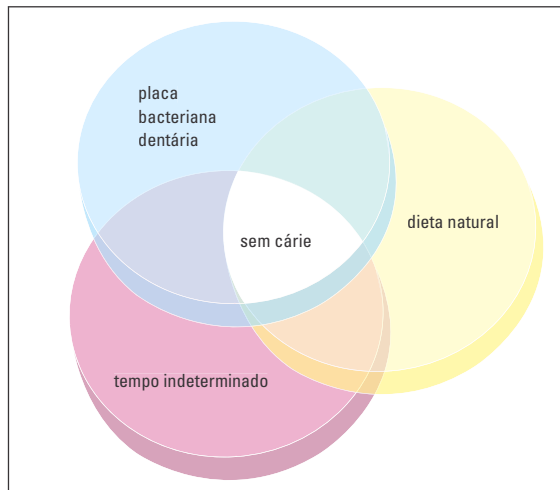 placa
bacteriana
dentária
dieta natural
sem cárie
tempo indeterminado